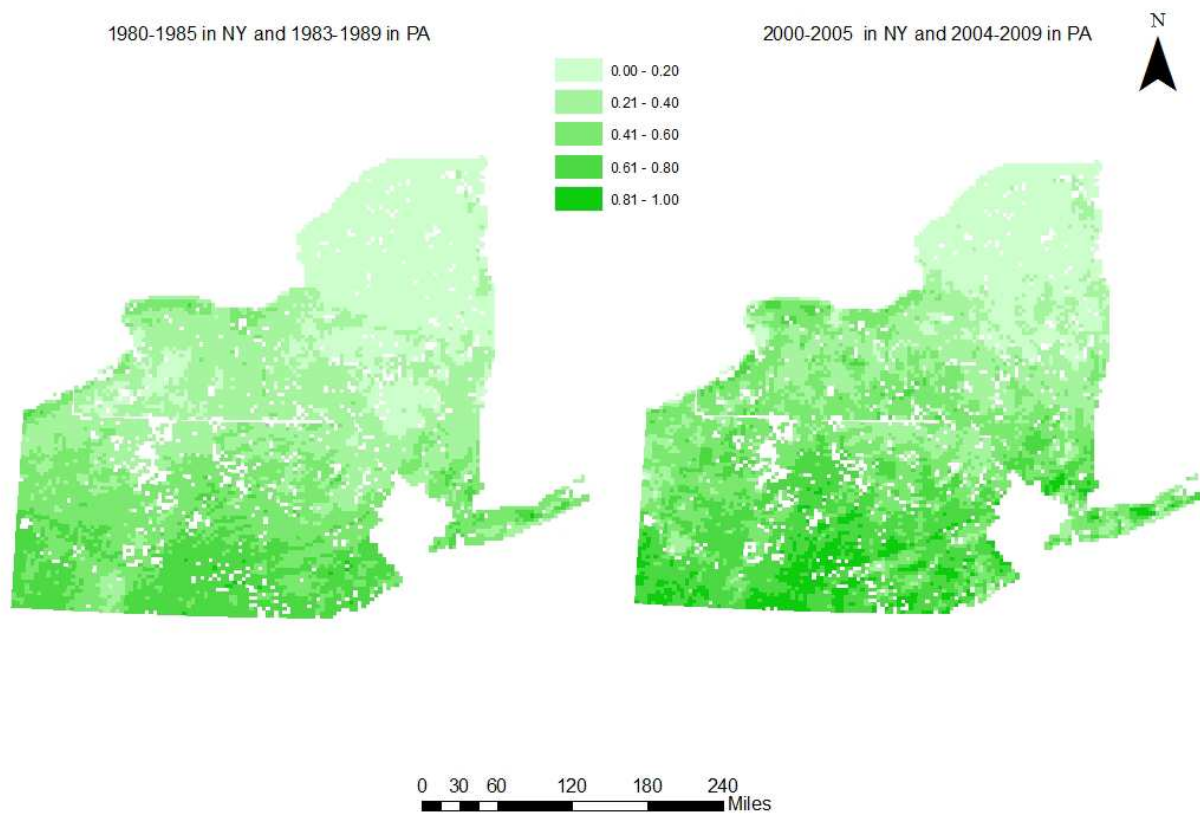 1980-1985 in NY and 1983-1989 in PA
2000-2005 in NY and 2004-2009 in PA
N
0.00 - 0.20
0.21 - 0.40
0.41 - 0.60
0.61 - 0.80
0.81 - 1.00
0 30 60 120 180 240
Miles